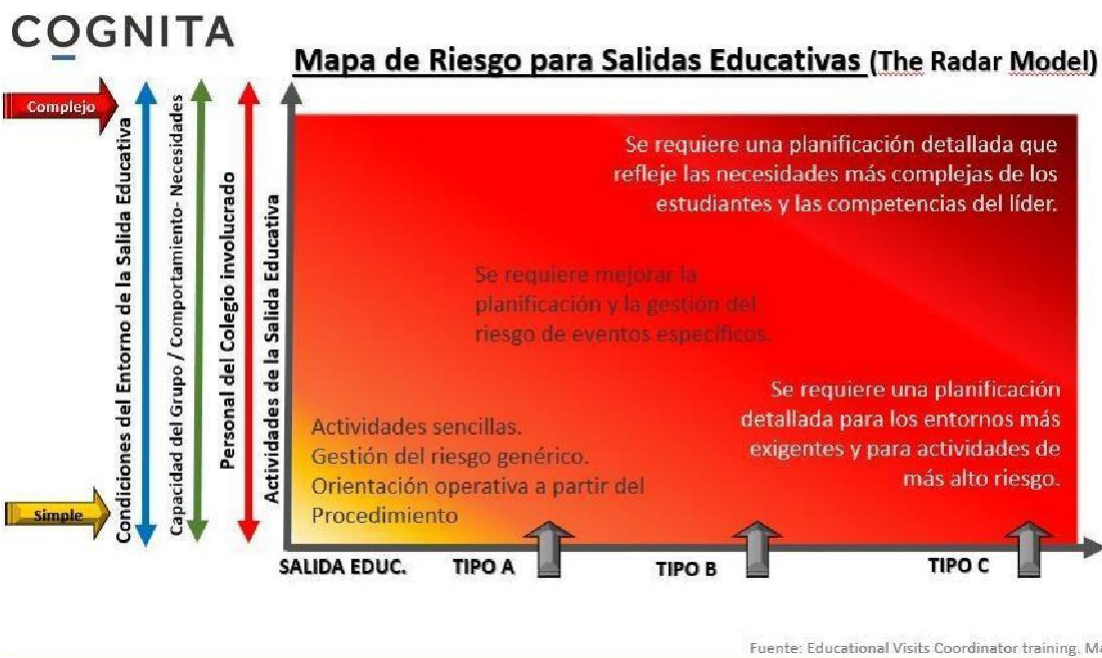 COGNITA
Mapa de Riesgo para Salidas Educativas (The Radar Model)
Complejo
Simple
Condiciones del Entorno de la Salida Educativa
Capacidad del Grupo / Comportamiento- Necesidades
Personal del Colegio involucrado
Actividades de la Salida Educativa
Se requiere una planificación detallada que
refleje las necesidades más complejas de los
estudiantes y las competencias del líder.
Se requiere mejorar la
planificación y la gestión del
riesgo de eventos específicos.
Se requiere una planificación
detallada para los entornos más
exigentes y para actividades de
más alto riesgo.
Actividades sencillas.
Gestión del riesgo genérico.
Orientación operativa a partir del
Procedimiento
SALIDA EDUC.
TIPO A
TIPO B
TIPO C
Fuente: Educational Visits Coordinator training.